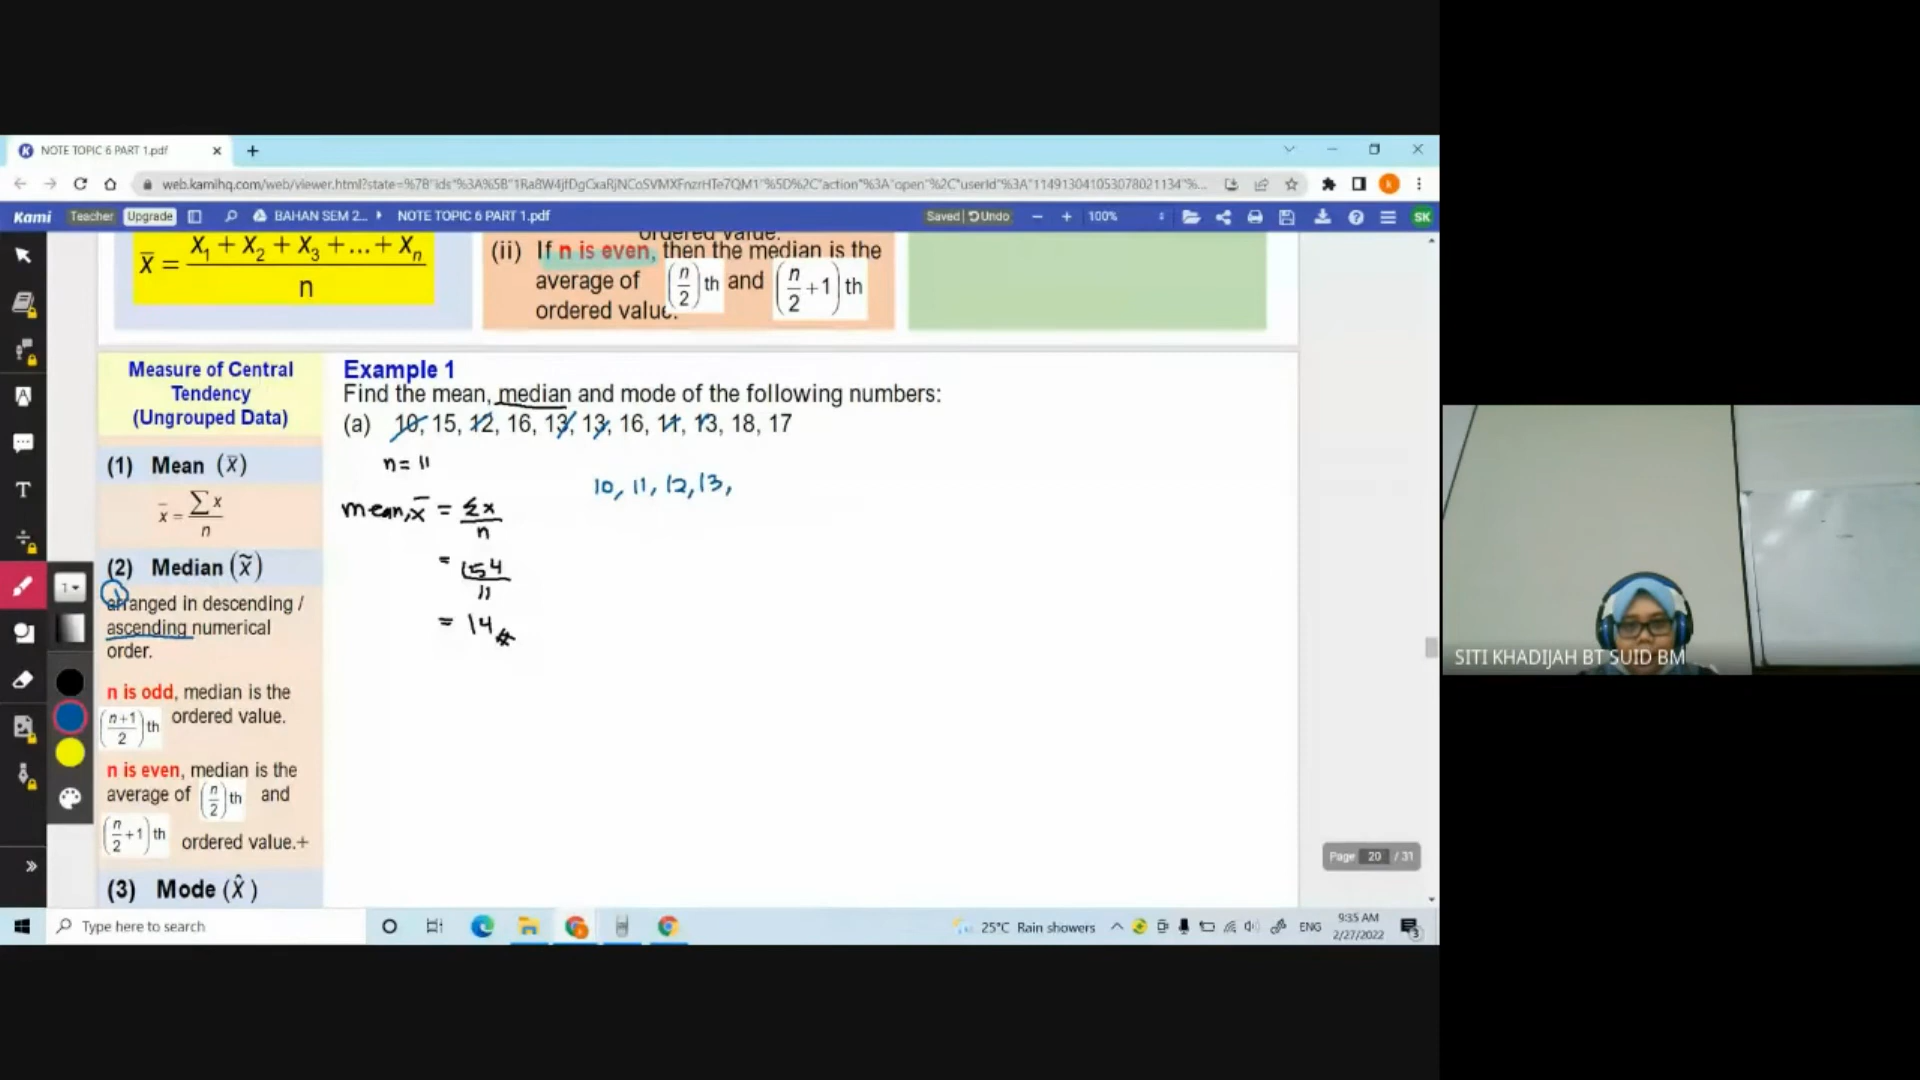 NOTE TOPIC 6 PART 1.pdf
web.kamihq.com/web/viewer.html?state=%7B"ids"%3A%5B"1Ra8W4jfDgCxaRjNCoSVMXFnzrHTe7QM1"%5D%2C"action"%3A"open"%2C"userId"%3A"114913041053078021134"%...
Kami Teacher Upgrade BAHAN SEM 2... NOTE TOPIC 6 PART 1.pdf Saved Undo 100% SK
x̄ = (x₁ + x₂ + x₃ + ... + xₙ) / n
ordered value.
(ii) If n is even, then the median is the
average of (n/2) th and (n/2 + 1) th
ordered value.
Measure of Central
Tendency
(Ungrouped Data)
(1) Mean (x̄)
x̄ = ∑x / n
(2) Median (x̃)
1
arranged in descending /
ascending numerical
order.
n is odd, median is the
((n+1)/2) th ordered value.
n is even, median is the
average of (n/2) th and
(n/2 + 1) th ordered value.+
(3) Mode (x̂)
Example 1
Find the mean, median and mode of the following numbers:
(a) 10, 15, 12, 16, 13, 13, 16, 11, 13, 18, 17
n = 11
10, 11, 12, 13,
mean, x̄ = Σx / n
= 154 / 11
= 14 #
Page 20 / 31
Type here to search
25°C Rain showers
ENG
9:35 AM
2/27/2022
3
SITI KHADIJAH BT SUID BM